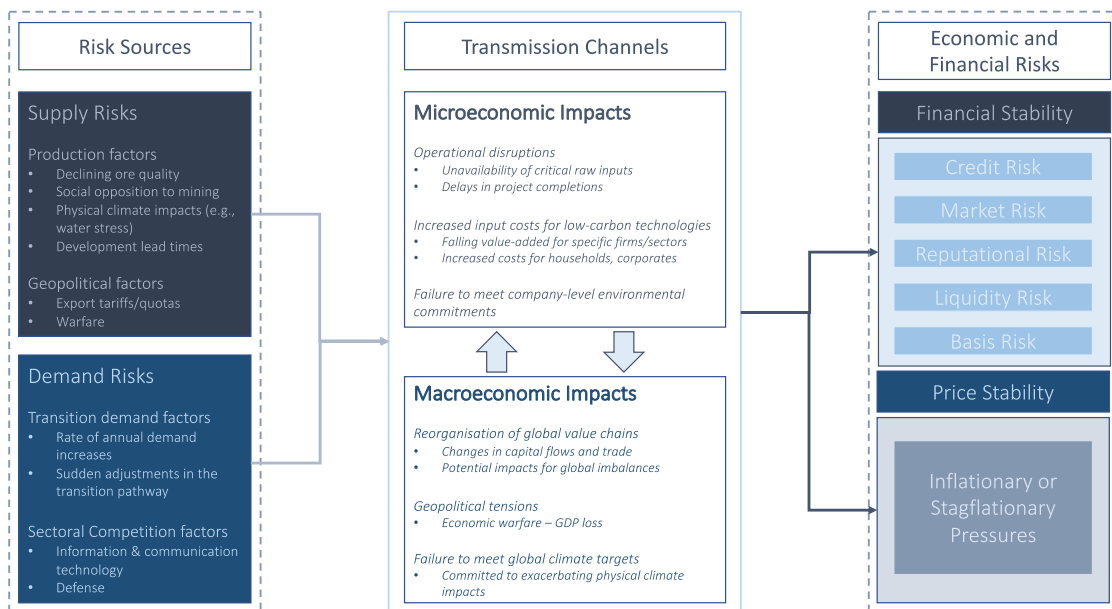 Risk Sources
Supply Risks
Production factors
• Declining ore quality
• Social opposition to mining
• Physical climate impacts (e.g.,
water stress)
• Development lead times
Geopolitical factors
• Export tariffs/quotas
• Warfare
Demand Risks
Transition demand factors
• Rate of annual demand
increases
• Sudden adjustments in the
transition pathway
Sectoral Competition factors
• Information & communication
technology
• Defense
Transmission Channels
Microeconomic Impacts
Operational disruptions
• Unavailability of critical raw inputs
• Delays in project completions
Increased input costs for low-carbon technologies
• Falling value-added for specific firms/sectors
• Increased costs for households, corporates
Failure to meet company-level environmental
commitments
Macroeconomic Impacts
Reorganisation of global value chains
• Changes in capital flows and trade
• Potential impacts for global imbalances
Geopolitical tensions
• Economic warfare – GDP loss
Failure to meet global climate targets
• Committed to exacerbating physical climate
impacts
Economic and
Financial Risks
Financial Stability
Credit Risk
Market Risk
Reputational Risk
Liquidity Risk
Basis Risk
Price Stability
Inflationary or
Stagflationary
Pressures